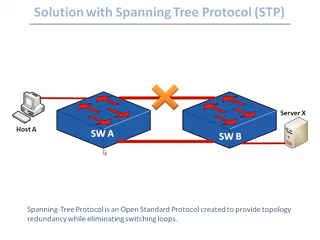 Solution with Spanning Tree Protocol (STP)
Server X
Host A
SW A
SW B
Spanning-Tree Protocol is an Open Standard Protocol created to provide topology
redundancy while eliminating switching loops.